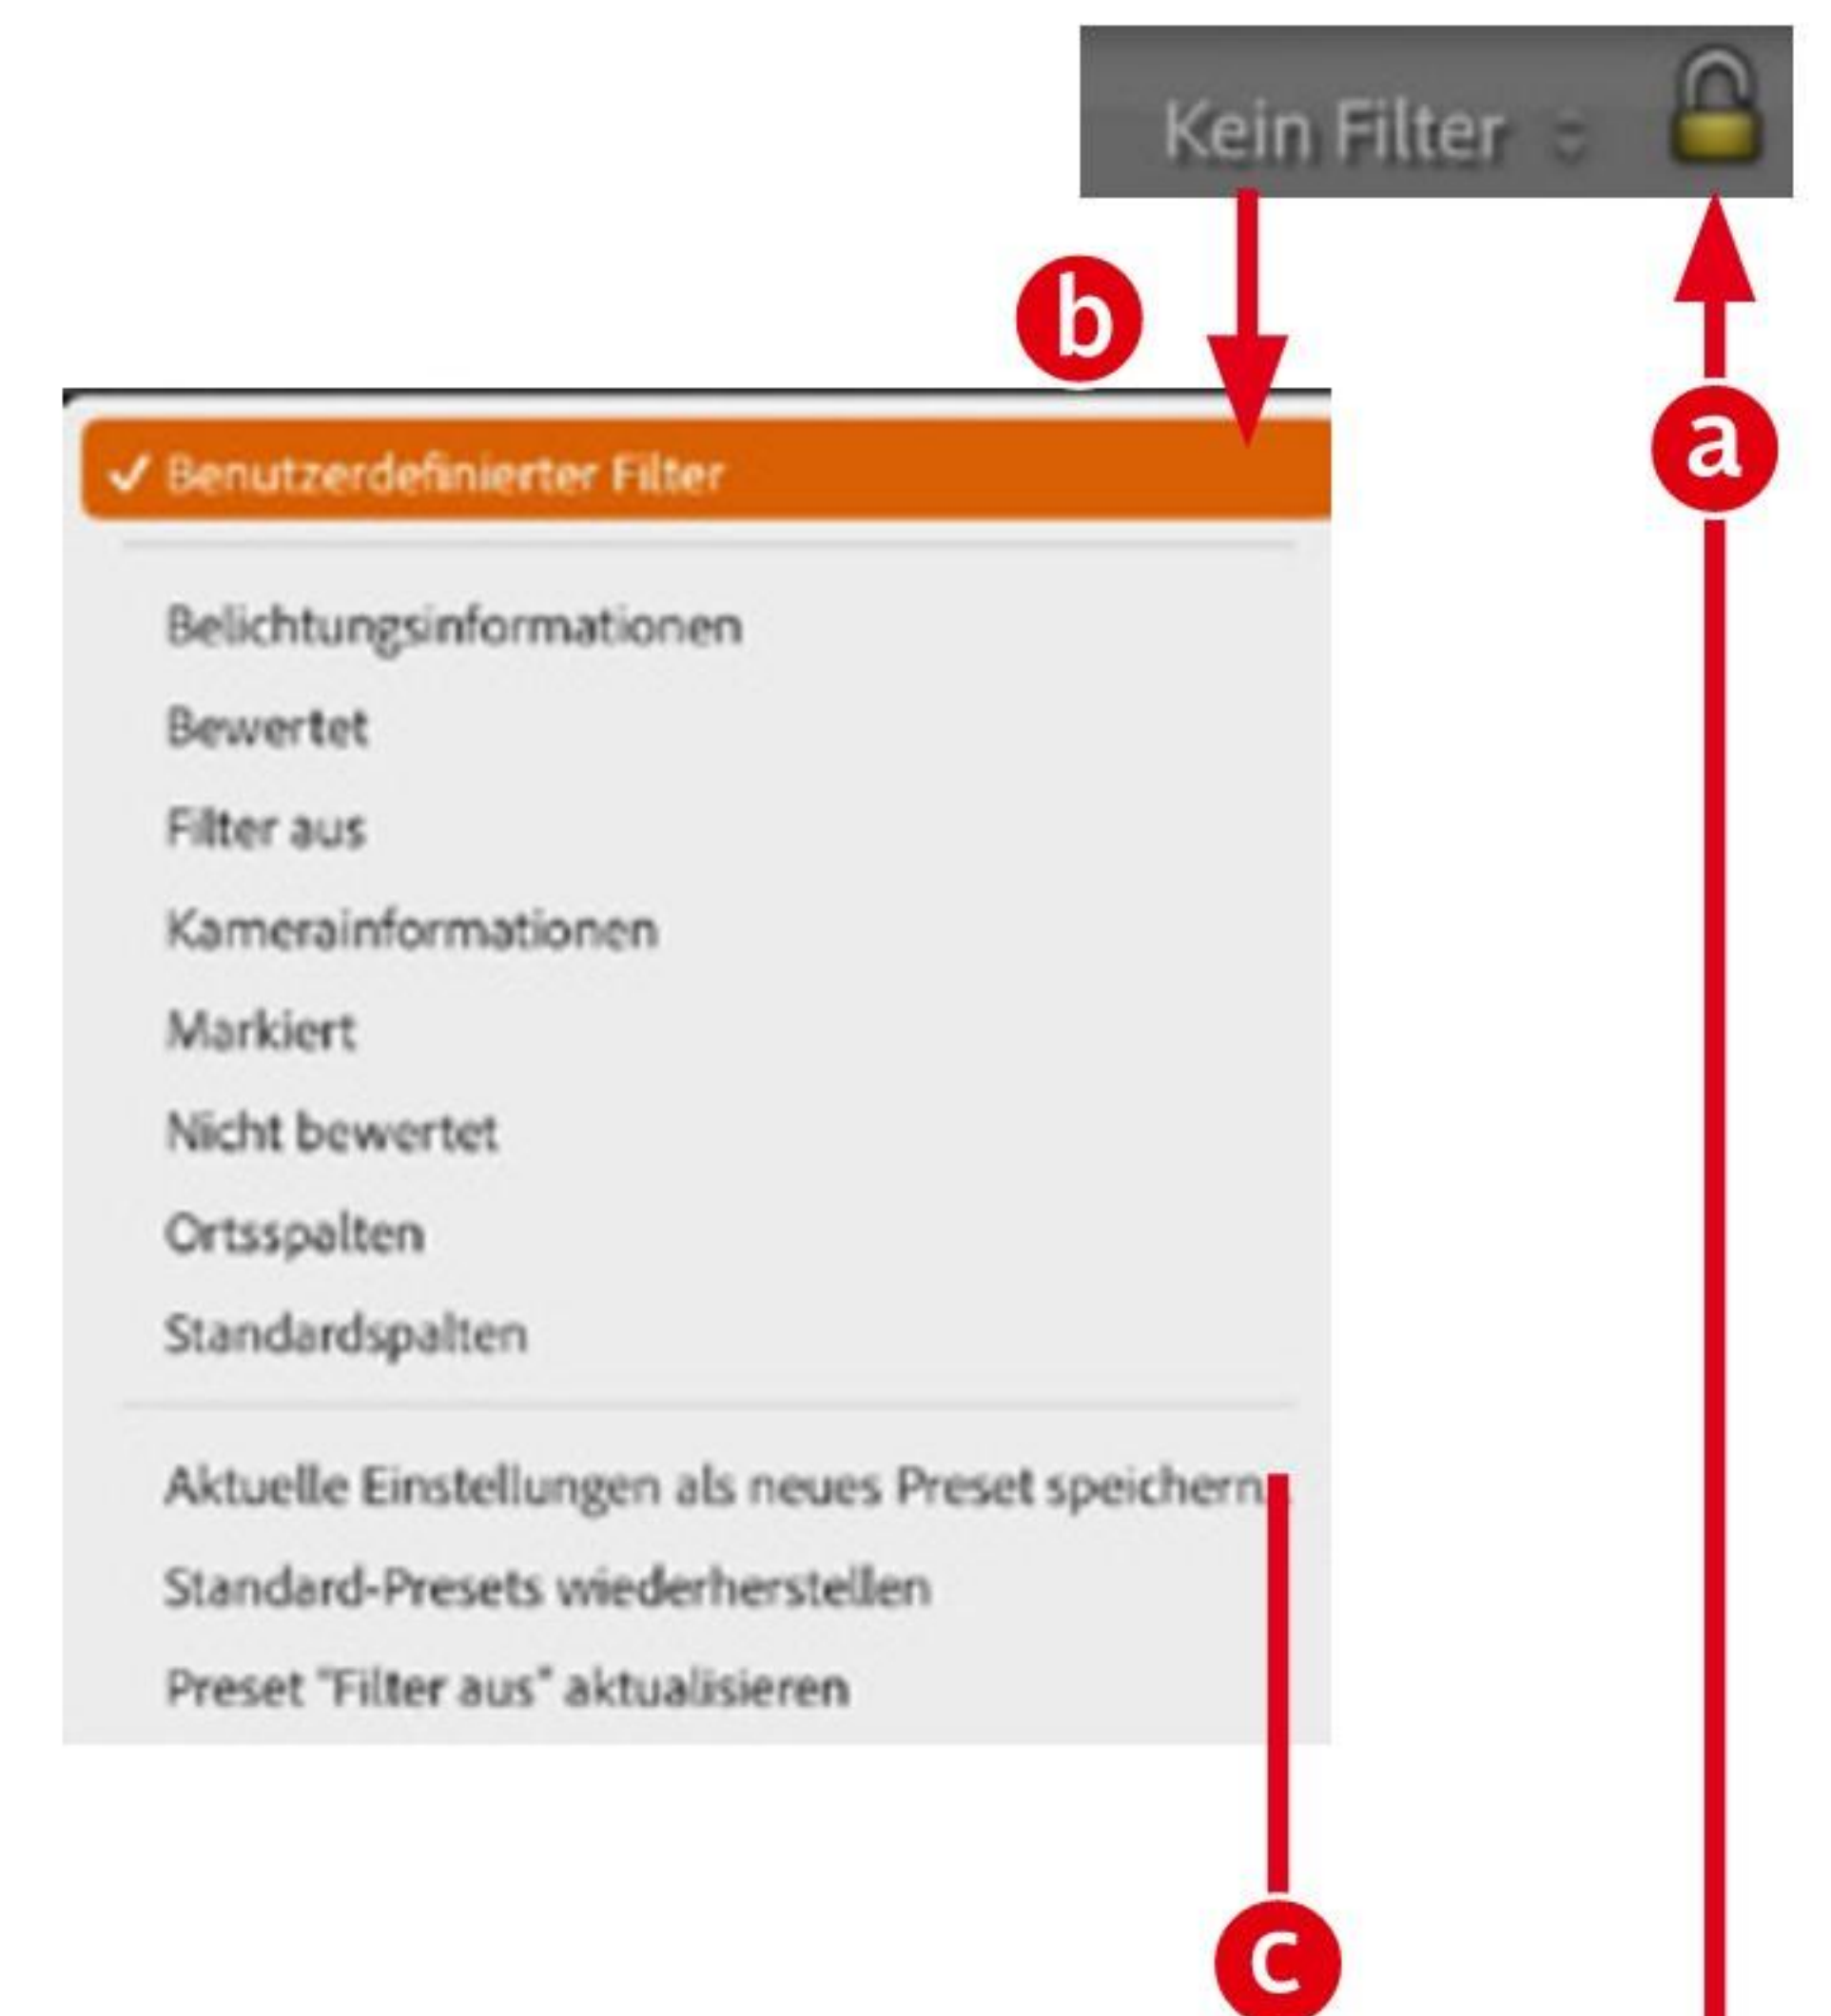 Kein Filter
b
a
✓ Benutzerdefinierter Filter
Belichtungsinformationen
Bewertet
Filter aus
Kamerainformationen
Markiert
Nicht bewertet
Ortsspalten
Standardspalten
Aktuelle Einstellungen als neues Preset speichern
Standard-Presets wiederherstellen
Preset "Filter aus" aktualisieren
c